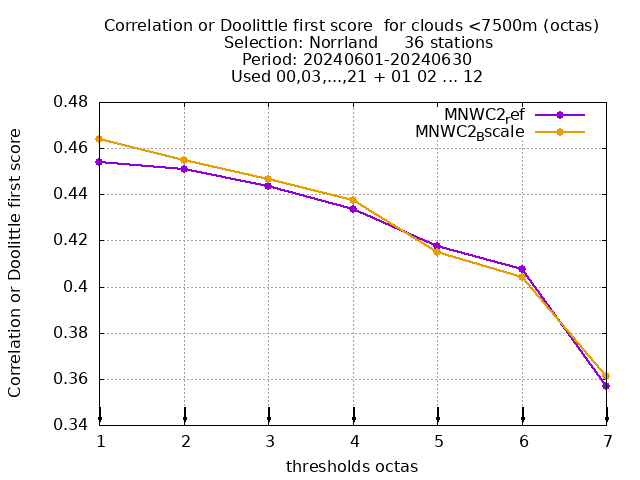 Correlation or Doolittle first score  for clouds <7500m (octas)
Selection: Norrland     36 stations
Period: 20240601-20240630
Used 00,03,...,21 + 01 02 ... 12
MNWC2ref
MNWC2Bscale
Correlation or Doolittle first score
0.48
0.46
0.44
0.42
0.4
0.38
0.36
0.34
1 2 3 4 5 6 7
thresholds octas